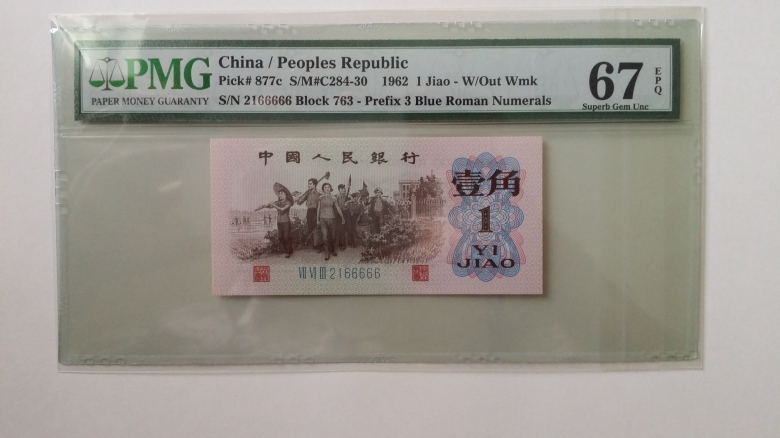 PMG
PAPER MONEY GUARANTY
China / Peoples Republic
Pick# 877c S/M#C284-30 1962 1 Jiao - W/Out Wmk
S/N 2166666 Block 763 - Prefix 3 Blue Roman Numerals
67 EPQ
Superb Gem Unc
中國人民銀行
壹角
1
YI
JIAO
VII VI III 2166666